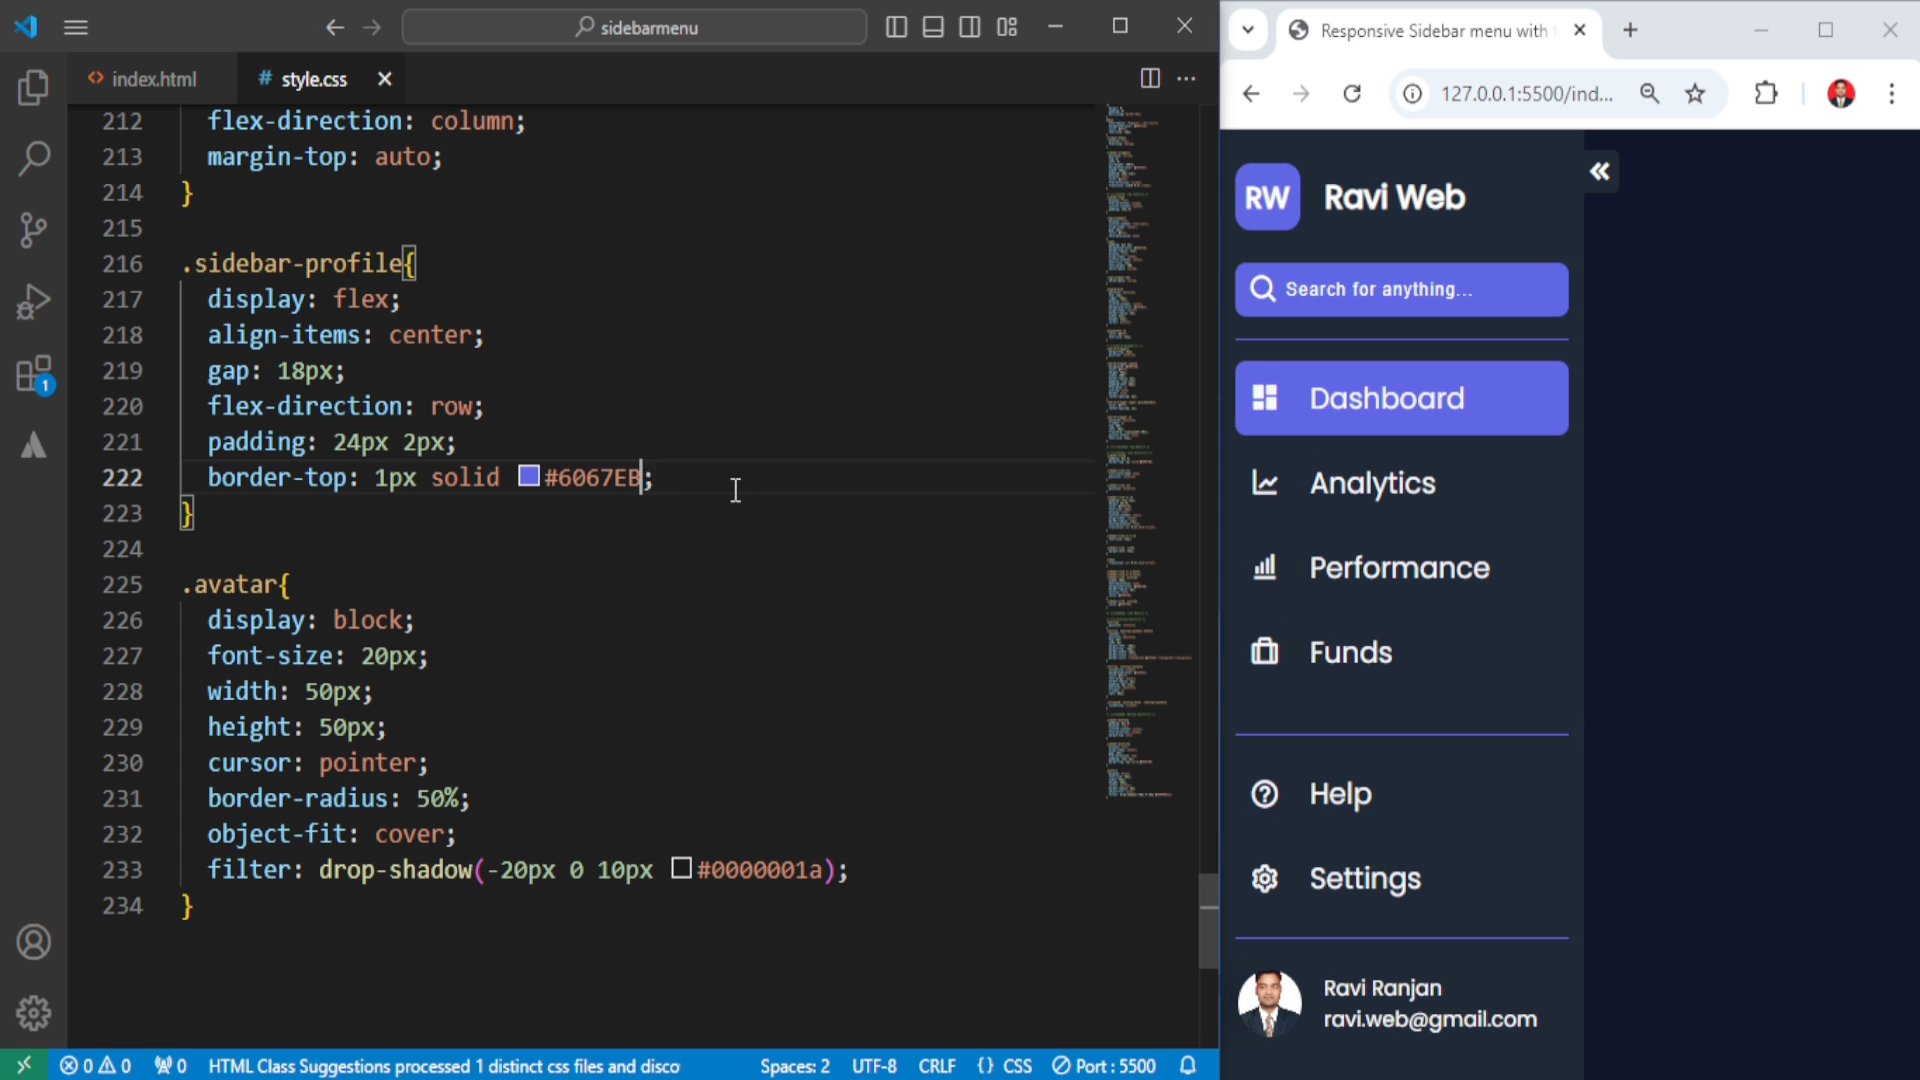 sidebarmenu
index.html
# style.css
212 flex-direction: column;
213 margin-top: auto;
214 }
215
216 .sidebar-profile{
217 display: flex;
218 align-items: center;
219 gap: 18px;
220 flex-direction: row;
221 padding: 24px 2px;
222 border-top: 1px solid #6067EB;
223 }
224
225 .avatar{
226 display: block;
227 font-size: 20px;
228 width: 50px;
229 height: 50px;
230 cursor: pointer;
231 border-radius: 50%;
232 object-fit: cover;
233 filter: drop-shadow(-20px 0 10px #0000001a);
234 }
1
0 0 0 HTML Class Suggestions processed 1 distinct css files and disco Spaces: 2 UTF-8 CRLF {} CSS Port : 5500
Responsive Sidebar menu with
127.0.0.1:5500/ind...
RW Ravi Web
Search for anything...
Dashboard
Analytics
Performance
Funds
Help
Settings
Ravi Ranjan
ravi.web@gmail.com